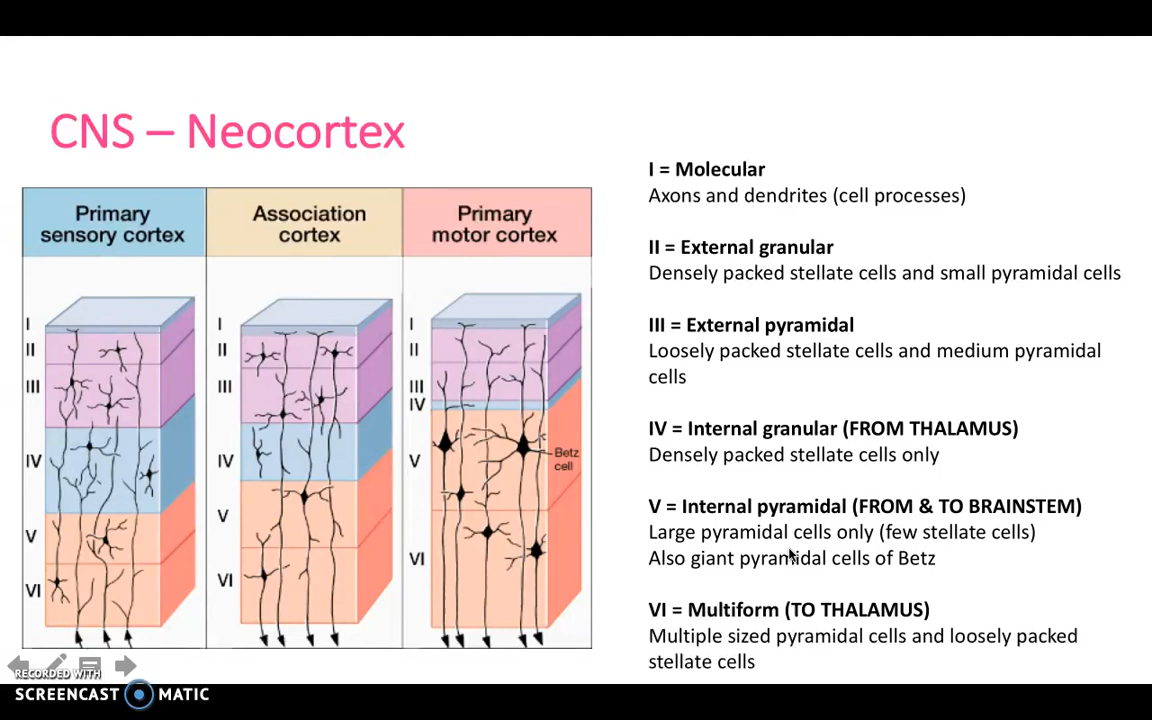 CNS – Neocortex
Primary
sensory cortex
Association
cortex
Primary
motor cortex
I
II
III
IV
V
VI
I
II
III
IV
V
VI
I
II
III
IV
V
VI
Betz
cell
I = Molecular
Axons and dendrites (cell processes)
II = External granular
Densely packed stellate cells and small pyramidal cells
III = External pyramidal
Loosely packed stellate cells and medium pyramidal
cells
IV = Internal granular (FROM THALAMUS)
Densely packed stellate cells only
V = Internal pyramidal (FROM & TO BRAINSTEM)
Large pyramidal cells only (few stellate cells)
Also giant pyramidal cells of Betz
VI = Multiform (TO THALAMUS)
Multiple sized pyramidal cells and loosely packed
stellate cells
RECORDED WITH
SCREENCAST MATIC